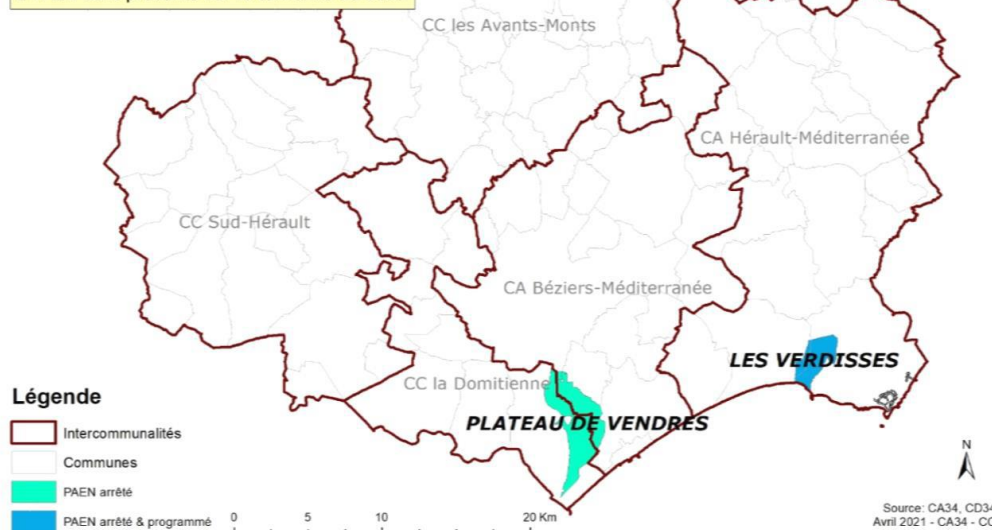 CC les Avants-Monts
CA Hérault-Méditerranée
CC Sud-Hérault
CA Béziers-Méditerranée
LES VERDISSES
CC la Domitienne
PLATEAU DE VENDRES
Légende
Intercommunalités
Communes
PAEN arrêté
PAEN arrêté & programmé
0 5 10 20 Km
N
Source: CA34, CD34
Avril 2021 - CA34 -